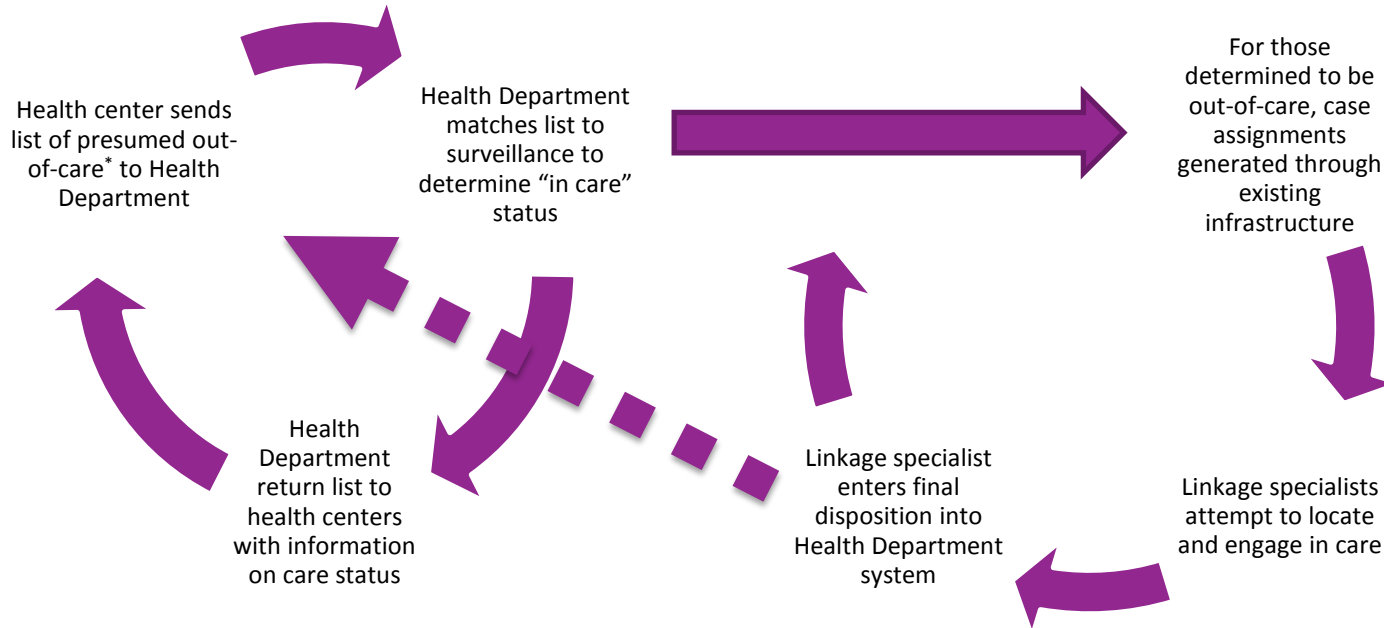 Health center sends
list of presumed out-
of-care* to Health
Department
Health Department
matches list to
surveillance to
determine “in care”
status
For those
determined to be
out-of-care, case
assignments
generated through
existing
infrastructure
Health
Department
return list to
health centers
with information
on care status
Linkage specialist
enters final
disposition into
Health Department
system
Linkage specialists
attempt to locate
and engage in care